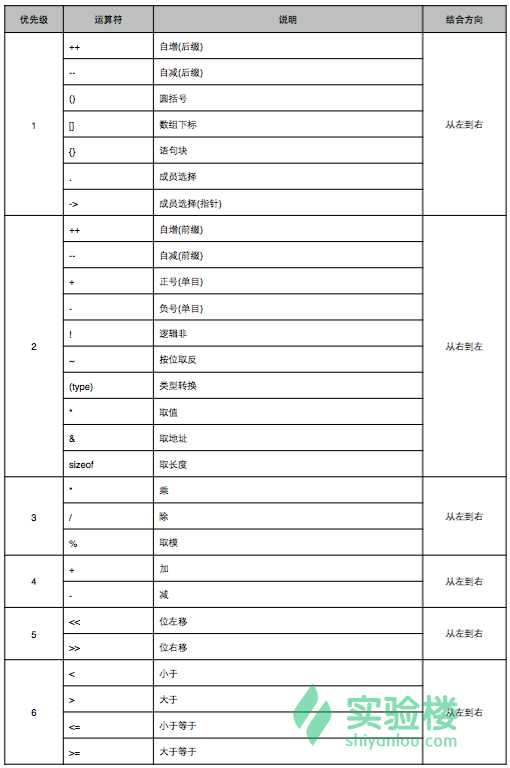 优先级 运算符 说明 结合方向
1 ++ 自增(后缀) 从左到右
-- 自减(后缀)
() 圆括号
[] 数组下标
{} 语句块
. 成员选择
-> 成员选择(指针)
2 ++ 自增(前缀) 从右到左
-- 自减(前缀)
+ 正号(单目)
- 负号(单目)
! 逻辑非
~ 按位取反
(type) 类型转换
* 取值
& 取地址
sizeof 取长度
3 * 乘 从左到右
/ 除
% 取模
4 + 加 从左到右
- 减
5 << 位左移 从左到右
>> 位右移
6 < 小于 从左到右
> 大于
<= 小于等于
>= 大于等于
实验楼
shiyanlou.com